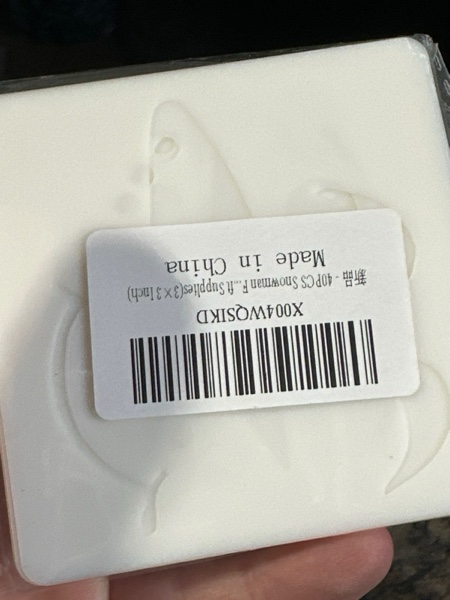 X004WQSIKD
新品 - 40PCS Snowman F...ft Supplies(3×3 Inch)
Made in China